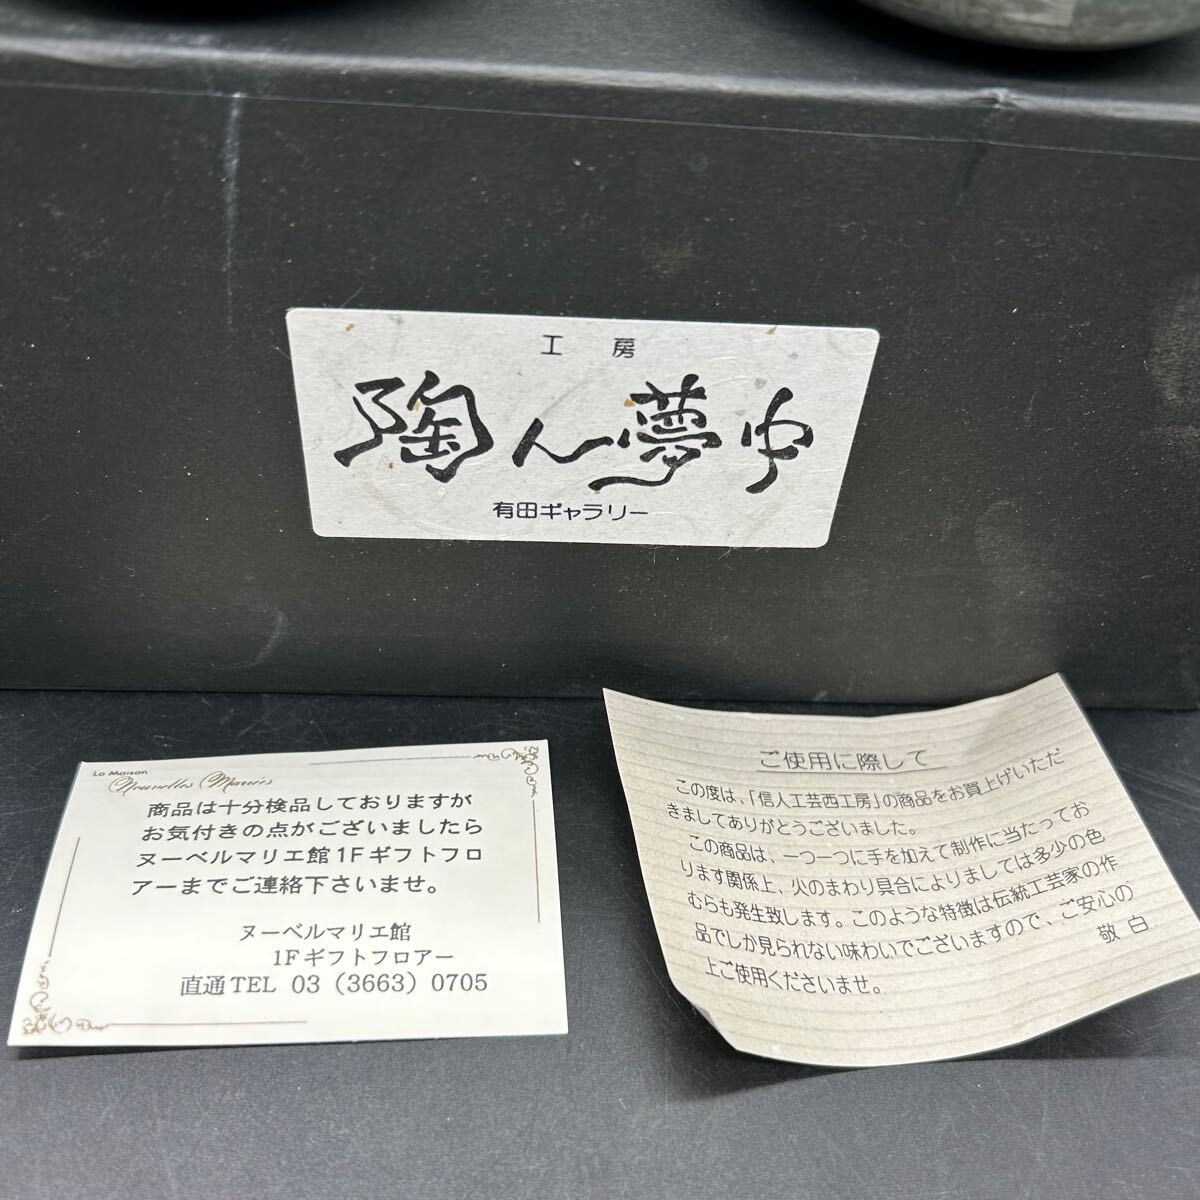 工房
陶ん夢中
有田ギャラリー
La Maison
Nouvelles Mariées
商品は十分検品しておりますが
お気付きの点がございましたら
ヌーベルマリエ館1Fギフトフロ
アーまでご連絡下さいませ。
ヌーベルマリエ館
1Fギフトフロアー
直通TEL 03 (3663) 0705
ご使用に際して
この度は、「信人工芸西工房」の商品をお買上げいただ
きましてありがとうございました。
この商品は、一つ一つに手を加えて制作に当たってお
ります関係上、火のまわり具合によりましては多少の色
むらも発生致します。このような特徴は伝統工芸家の作
品でしか見られない味わいでございますので、ご安心の
上ご使用くださいませ。
敬白